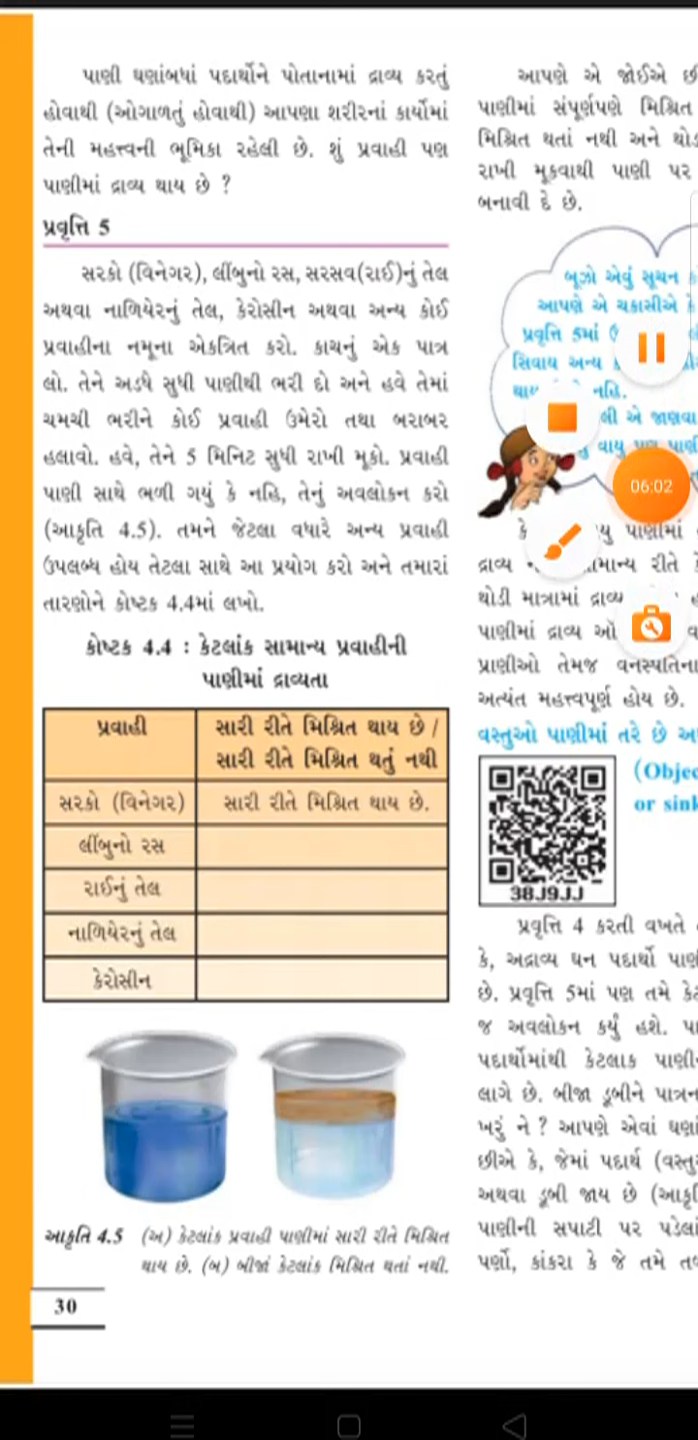 પાણી ઘણાંબધાં પદાર્થોને પોતાનામાં દ્રાવ્ય કરતું
હોવાથી (ઓગાળતું હોવાથી) આપણા શરીરનાં કાર્યોમાં
તેની મહત્ત્વની ભૂમિકા રહેલી છે. શું પ્રવાહી પણ
પાણીમાં દ્રાવ્ય થાય છે ?
પ્રવૃત્તિ 5
સરકો (વિનેગર), લીંબુનો રસ, સરસવ(રાઈ)નું તેલ
અથવા નાળિયેરનું તેલ, કેરોસીન અથવા અન્ય કોઈ
પ્રવાહીના નમૂના એકત્રિત કરો. કાચનું એક પાત્ર
લો. તેને અડધે સુધી પાણીથી ભરી દો અને હવે તેમાં
ચમચી ભરીને કોઈ પ્રવાહી ઉમેરો તથા બરાબર
હલાવો. હવે, તેને 5 મિનિટ સુધી રાખી મૂકો. પ્રવાહી
પાણી સાથે ભળી ગયું કે નહિ, તેનું અવલોકન કરો
(આકૃતિ 4.5). તમને જેટલા વધારે અન્ય પ્રવાહી
ઉપલબ્ધ હોય તેટલા સાથે આ પ્રયોગ કરો અને તમારાં
તારણોને કોષ્ટક 4.4માં લખો.
કોષ્ટક 4.4 : કેટલાંક સામાન્ય પ્રવાહીની
પાણીમાં દ્રાવ્યતા
પ્રવાહી સારી રીતે મિશ્રિત થાય છે /
સારી રીતે મિશ્રિત થતું નથી
સરકો (વિનેગર) સારી રીતે મિશ્રિત થાય છે.
લીંબુનો રસ
રાઈનું તેલ
નાળિયેરનું તેલ
કેરોસીન
આકૃતિ 4.5 (અ) કેટલાંક પ્રવાહી પાણીમાં સારી રીતે મિશ્રિત
થાય છે. (બ) બીજાં કેટલાંક મિશ્રિત થતાં નથી.
30
આપણે એ જોઈએ
પાણીમાં સંપૂર્ણપણે મિશ્રિત
મિશ્રિત થતાં નથી અને
રાખી મૂકવાથી પાણી પર
બનાવી દે છે.
બૂઝો એવું સૂચન
આપણે એ ચકાસીએ કે
પ્રવૃત્તિ 5માં
સિવાય અન્ય
નહિ.
એ જાણવા
વાયુ પણ પાણી
06:02
કે પાણીમાં
દ્રાવ્ય રીતે
થોડી માત્રામાં દ્રાવ્ય
પાણીમાં દ્રાવ્ય
પ્રાણીઓ તેમજ વનસ્પતિના
અત્યંત મહત્ત્વપૂર્ણ હોય છે.
વસ્તુઓ પાણીમાં તરે છે
or
38J9JJ
પ્રવૃત્તિ 4 કરતી વખતે
કે, અદ્રાવ્ય ઘન પદાર્થો
છે. પ્રવૃત્તિ 5માં પણ તમે
જ અવલોકન કર્યું હશે.
પદાર્થોમાંથી કેટલાક
લાગે છે. બીજા ડૂબીને
ખરું ને ? આપણે એવાં
છીએ કે, જેમાં પદાર્થ
અથવા ડૂબી જાય છે
પાણીની સપાટી પર
પર્ણો, કાંકરા કે જે તમે